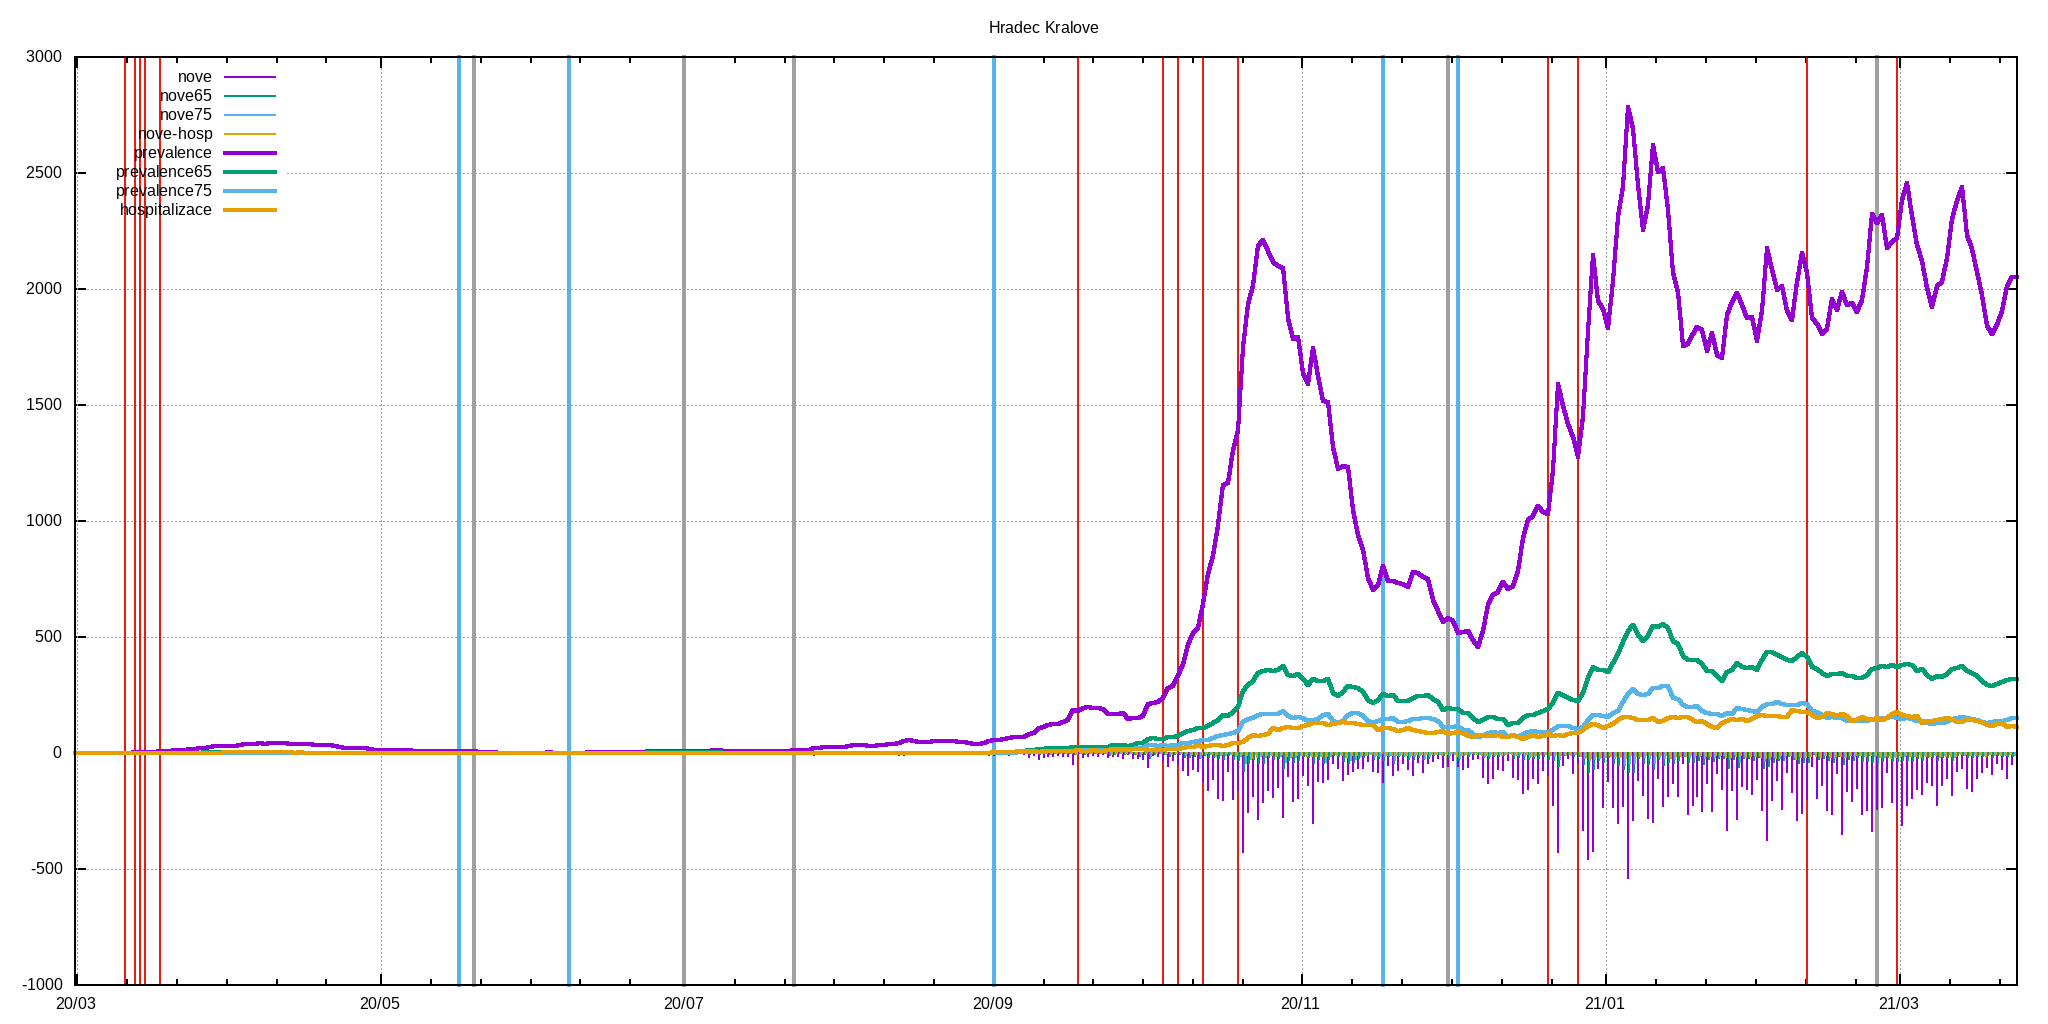 Hradec Kralove
3000
2500
2000
1500
1000
500
0
-500
-1000
nove
nove65
nove75
nove-hosp
prevalence
prevalence65
prevalence75
hospitalizace
20/03 20/05 20/07 20/09 20/11 21/01 21/03